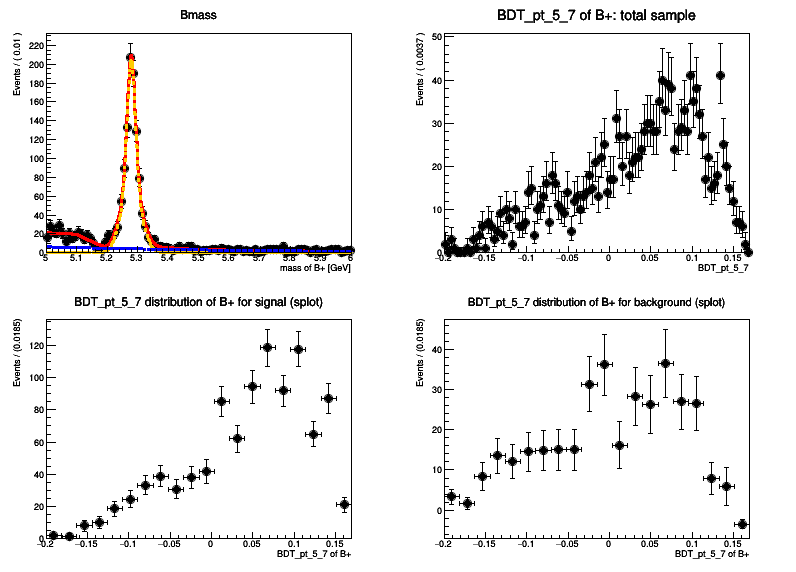 Bmass
Events / ( 0.01 )
220
200
180
160
140
120
100
80
60
40
20
0
5 5.1 5.2 5.3 5.4 5.5 5.6 5.7 5.8 5.9 6
mass of B+ [GeV]
BDT_pt_5_7 of B+: total sample
Events / ( 0.0037 )
50
40
30
20
10
0
−0.2 −0.15 −0.1 −0.05 0 0.05 0.1 0.15
BDT_pt_5_7
BDT_pt_5_7 distribution of B+ for signal (splot)
Events / (0.0185)
120
100
80
60
40
20
0
−0.2 −0.15 −0.1 −0.05 0 0.05 0.1 0.15
BDT_pt_5_7 of B+
BDT_pt_5_7 distribution of B+ for background (splot)
Events / (0.0185)
40
30
20
10
0
−0.2 −0.15 −0.1 −0.05 0 0.05 0.1 0.15
BDT_pt_5_7 of B+